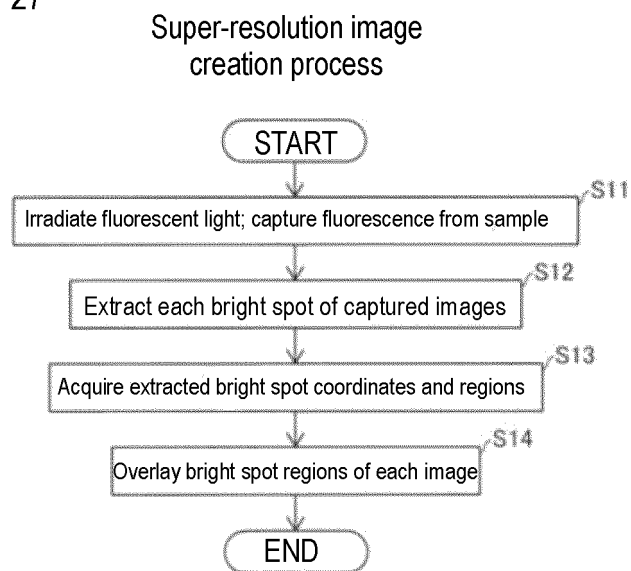 27
Super-resolution image
creation process
START
S11
Irradiate fluorescent light; capture fluorescence from sample
S12
Extract each bright spot of captured images
S13
Acquire extracted bright spot coordinates and regions
S14
Overlay bright spot regions of each image
END